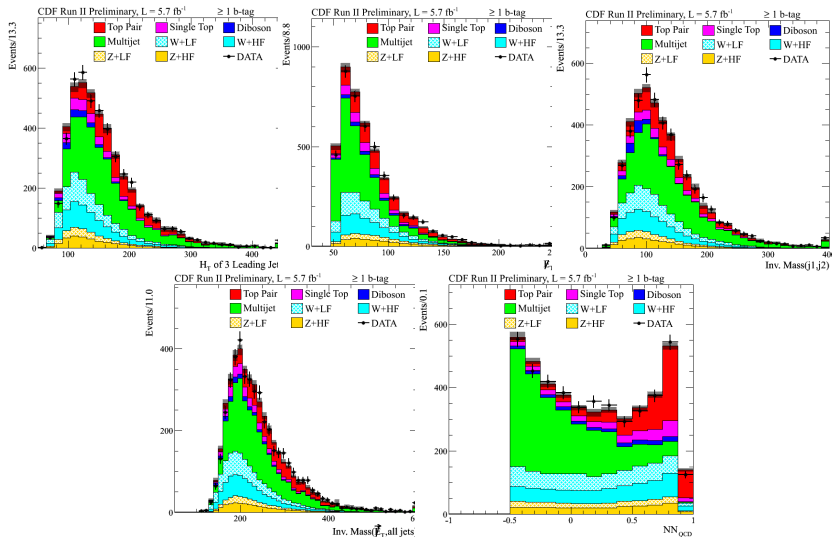 CDF Run II Preliminary, L = 5.7 fb⁻¹ ≥ 1 b-tag
Events/13.3
Top Pair Single Top Diboson
Multijet W+LF W+HF
Z+LF Z+HF DATA
600
400
200
0
100 200 300 400
H_T of 3 Leading Jet
CDF Run II Preliminary, L = 5.7 fb⁻¹ ≥ 1 b-tag
Events/8.8
Top Pair Single Top Diboson
Multijet W+LF W+HF
Z+LF Z+HF DATA
1000
500
0
50 100 150 200 2
CDF Run II Preliminary, L = 5.7 fb⁻¹ ≥ 1 b-tag
Events/13.3
Top Pair Single Top Diboson
Multijet W+LF W+HF
Z+LF Z+HF DATA
600
400
200
0
0 100 200 300 400
Inv. Mass(j1,j2)
CDF Run II Preliminary, L = 5.7 fb⁻¹ ≥ 1 b-tag
Events/11.0
Top Pair Single Top Diboson
Multijet W+LF W+HF
Z+LF Z+HF DATA
400
200
0
200 400 6
Inv. Mass(E̸_T,all jets
CDF Run II Preliminary, L = 5.7 fb⁻¹ ≥ 1 b-tag
Events/0.1
Top Pair Single Top Diboson
Multijet W+LF W+HF
Z+LF Z+HF DATA
600
400
200
0
-1 -0.5 0 0.5 1
NN_QCD